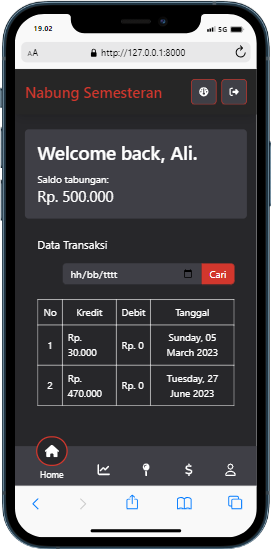 19.02
5G
AA
http://127.0.0.1:8000
Nabung Semesteran
Welcome back, Ali.
Saldo tabungan:
Rp. 500.000
Data Transaksi
hh/bb/tttt
Cari
No Kredit Debit Tanggal
1 Rp. 30.000 Rp. 0 Sunday, 05 March 2023
2 Rp. 470.000 Rp. 0 Tuesday, 27 June 2023
Home